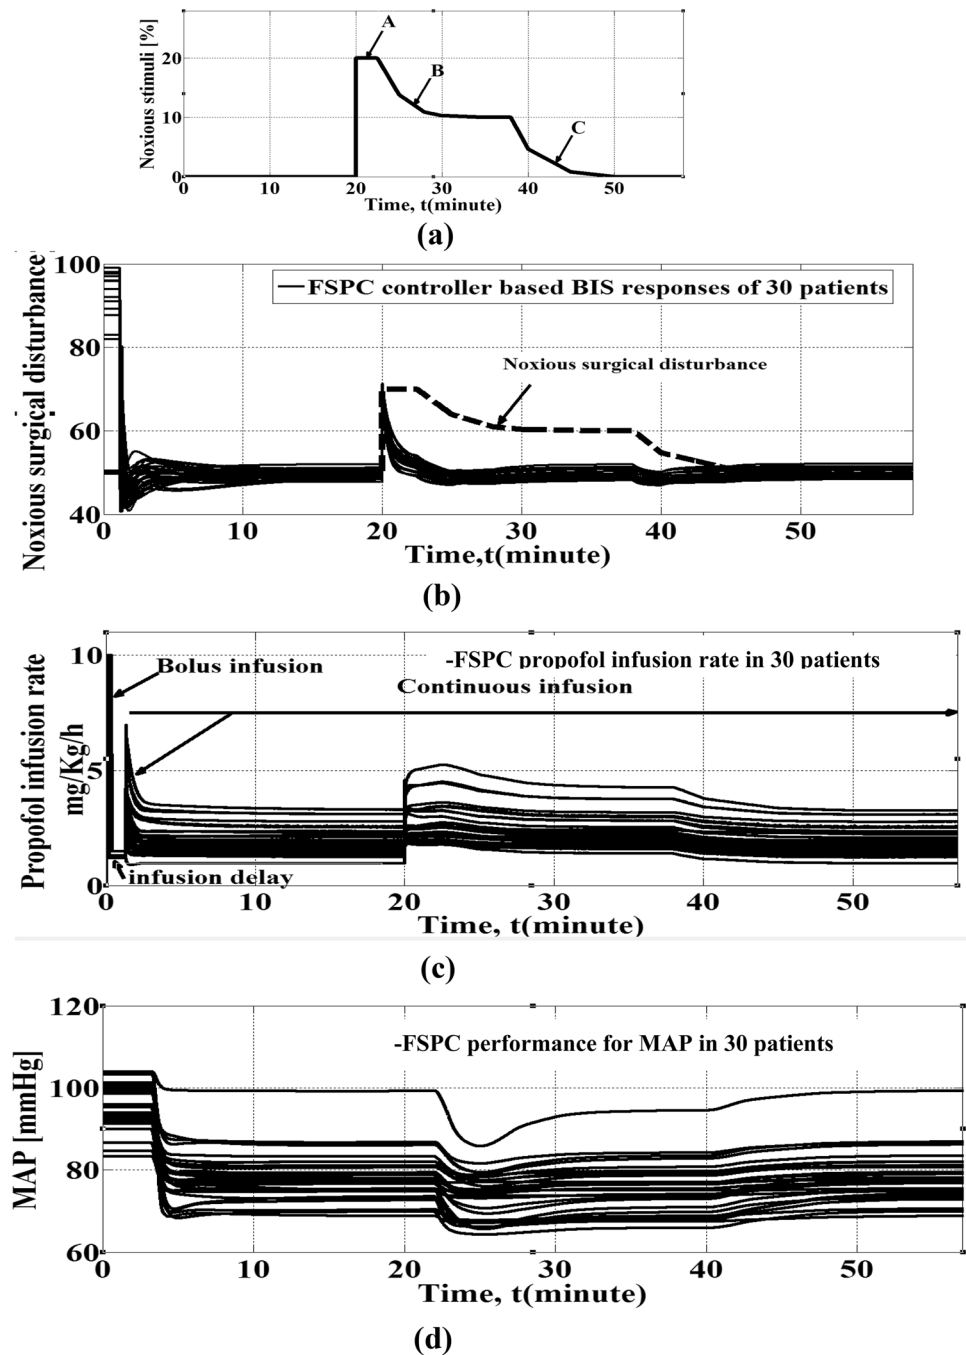 Noxious stimuli [%]
20
10
0
A
B
C
0 10 20 30 40 50
Time, t(minute)
(a)
Noxious surgical disturbance
100
80
60
40
FSPC controller based BIS responses of 30 patients
Noxious surgical disturbance
0 10 20 30 40 50
Time,t(minute)
(b)
Propofol infusion rate
mg/Kg/h
10
5
0
Bolus infusion
-FSPC propofol infusion rate in 30 patients
Continuous infusion
infusion delay
0 10 20 30 40 50
Time, t(minute)
(c)
MAP [mmHg]
120
100
80
60
-FSPC performance for MAP in 30 patients
0 10 20 30 40 50
Time, t(minute)
(d)